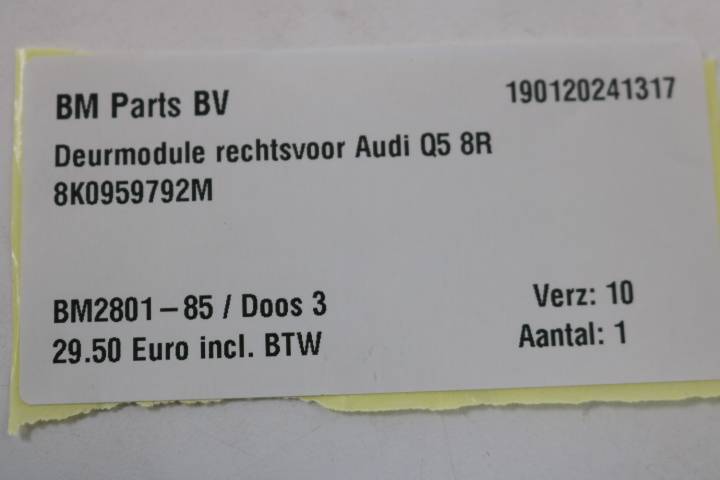 BM Parts BV 190120241317
Deurmodule rechtsvoor Audi Q5 8R
8K0959792M
BM2801-85 / Doos 3 Verz: 10
29.50 Euro incl. BTW Aantal: 1